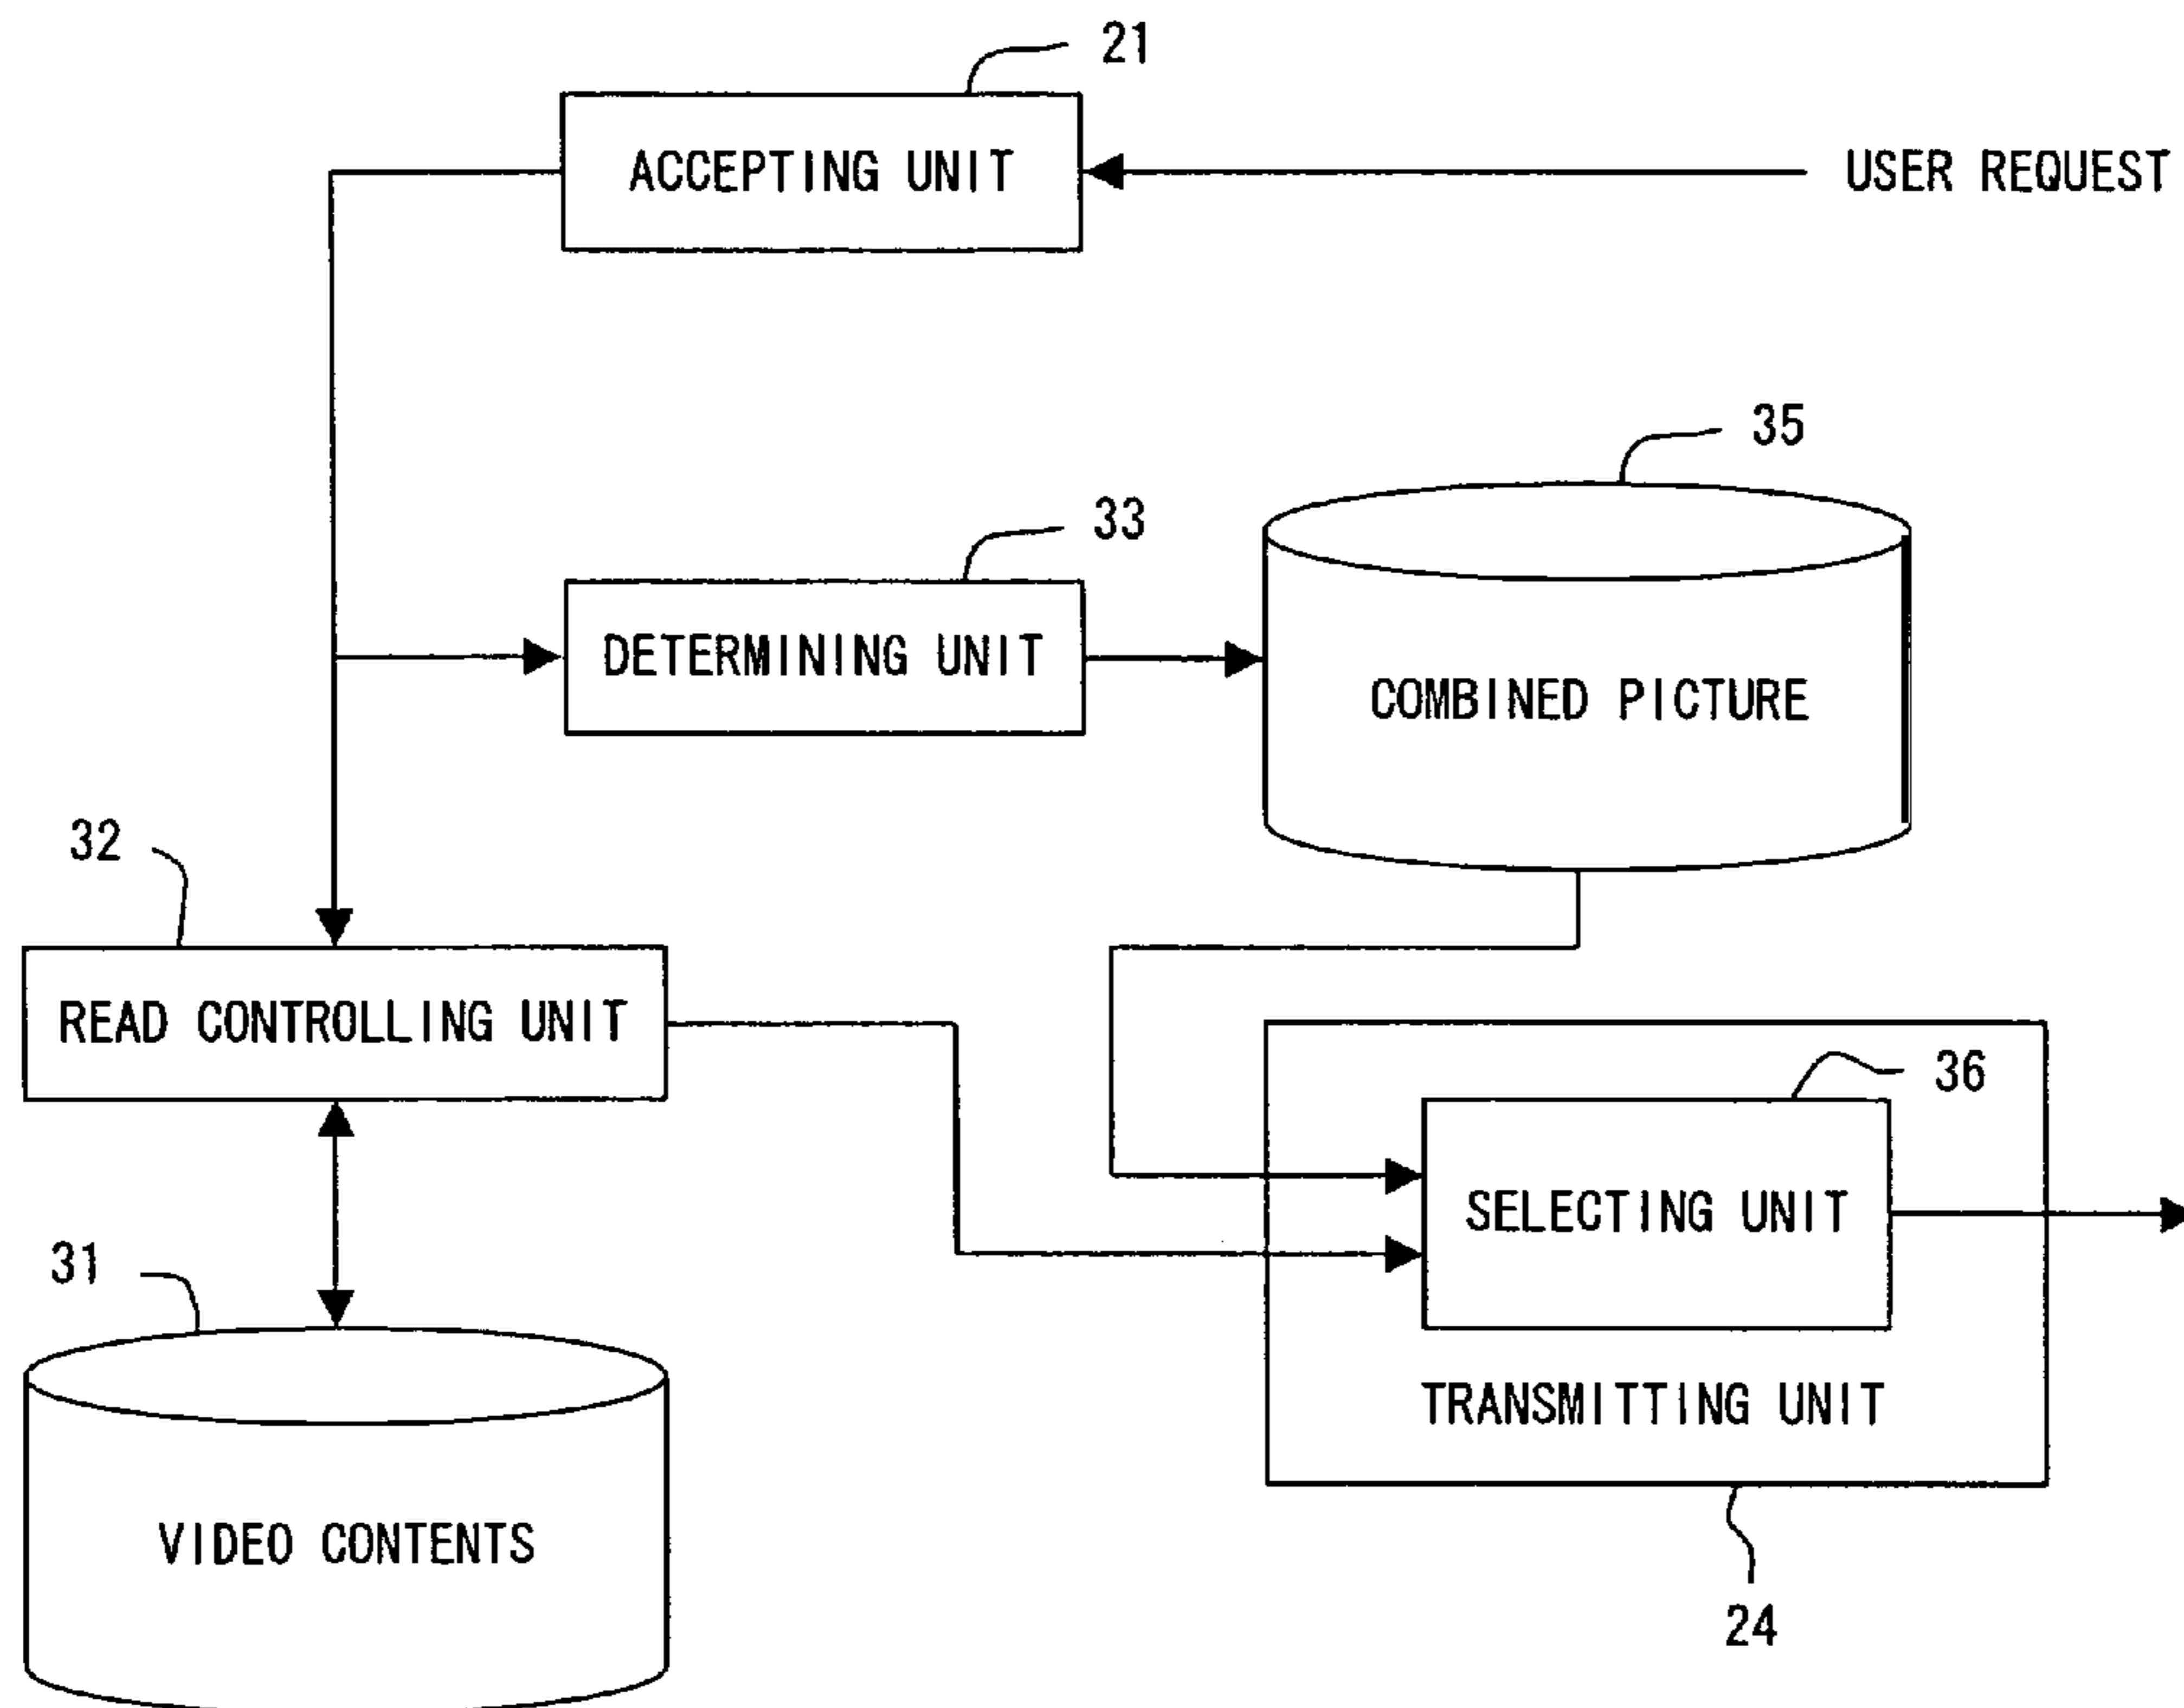 21
ACCEPTING UNIT
USER REQUEST
35
33
DETERMINING UNIT
COMBINED PICTURE
32
READ CONTROLLING UNIT
36
SELECTING UNIT
31
TRANSMITTING UNIT
VIDEO CONTENTS
24